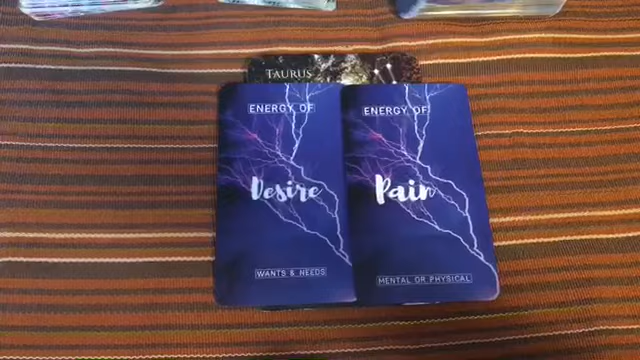 TAURUS
ENERGY OF
Desire
WANTS & NEEDS
ENERGY OF
Pain
MENTAL OR PHYSICAL